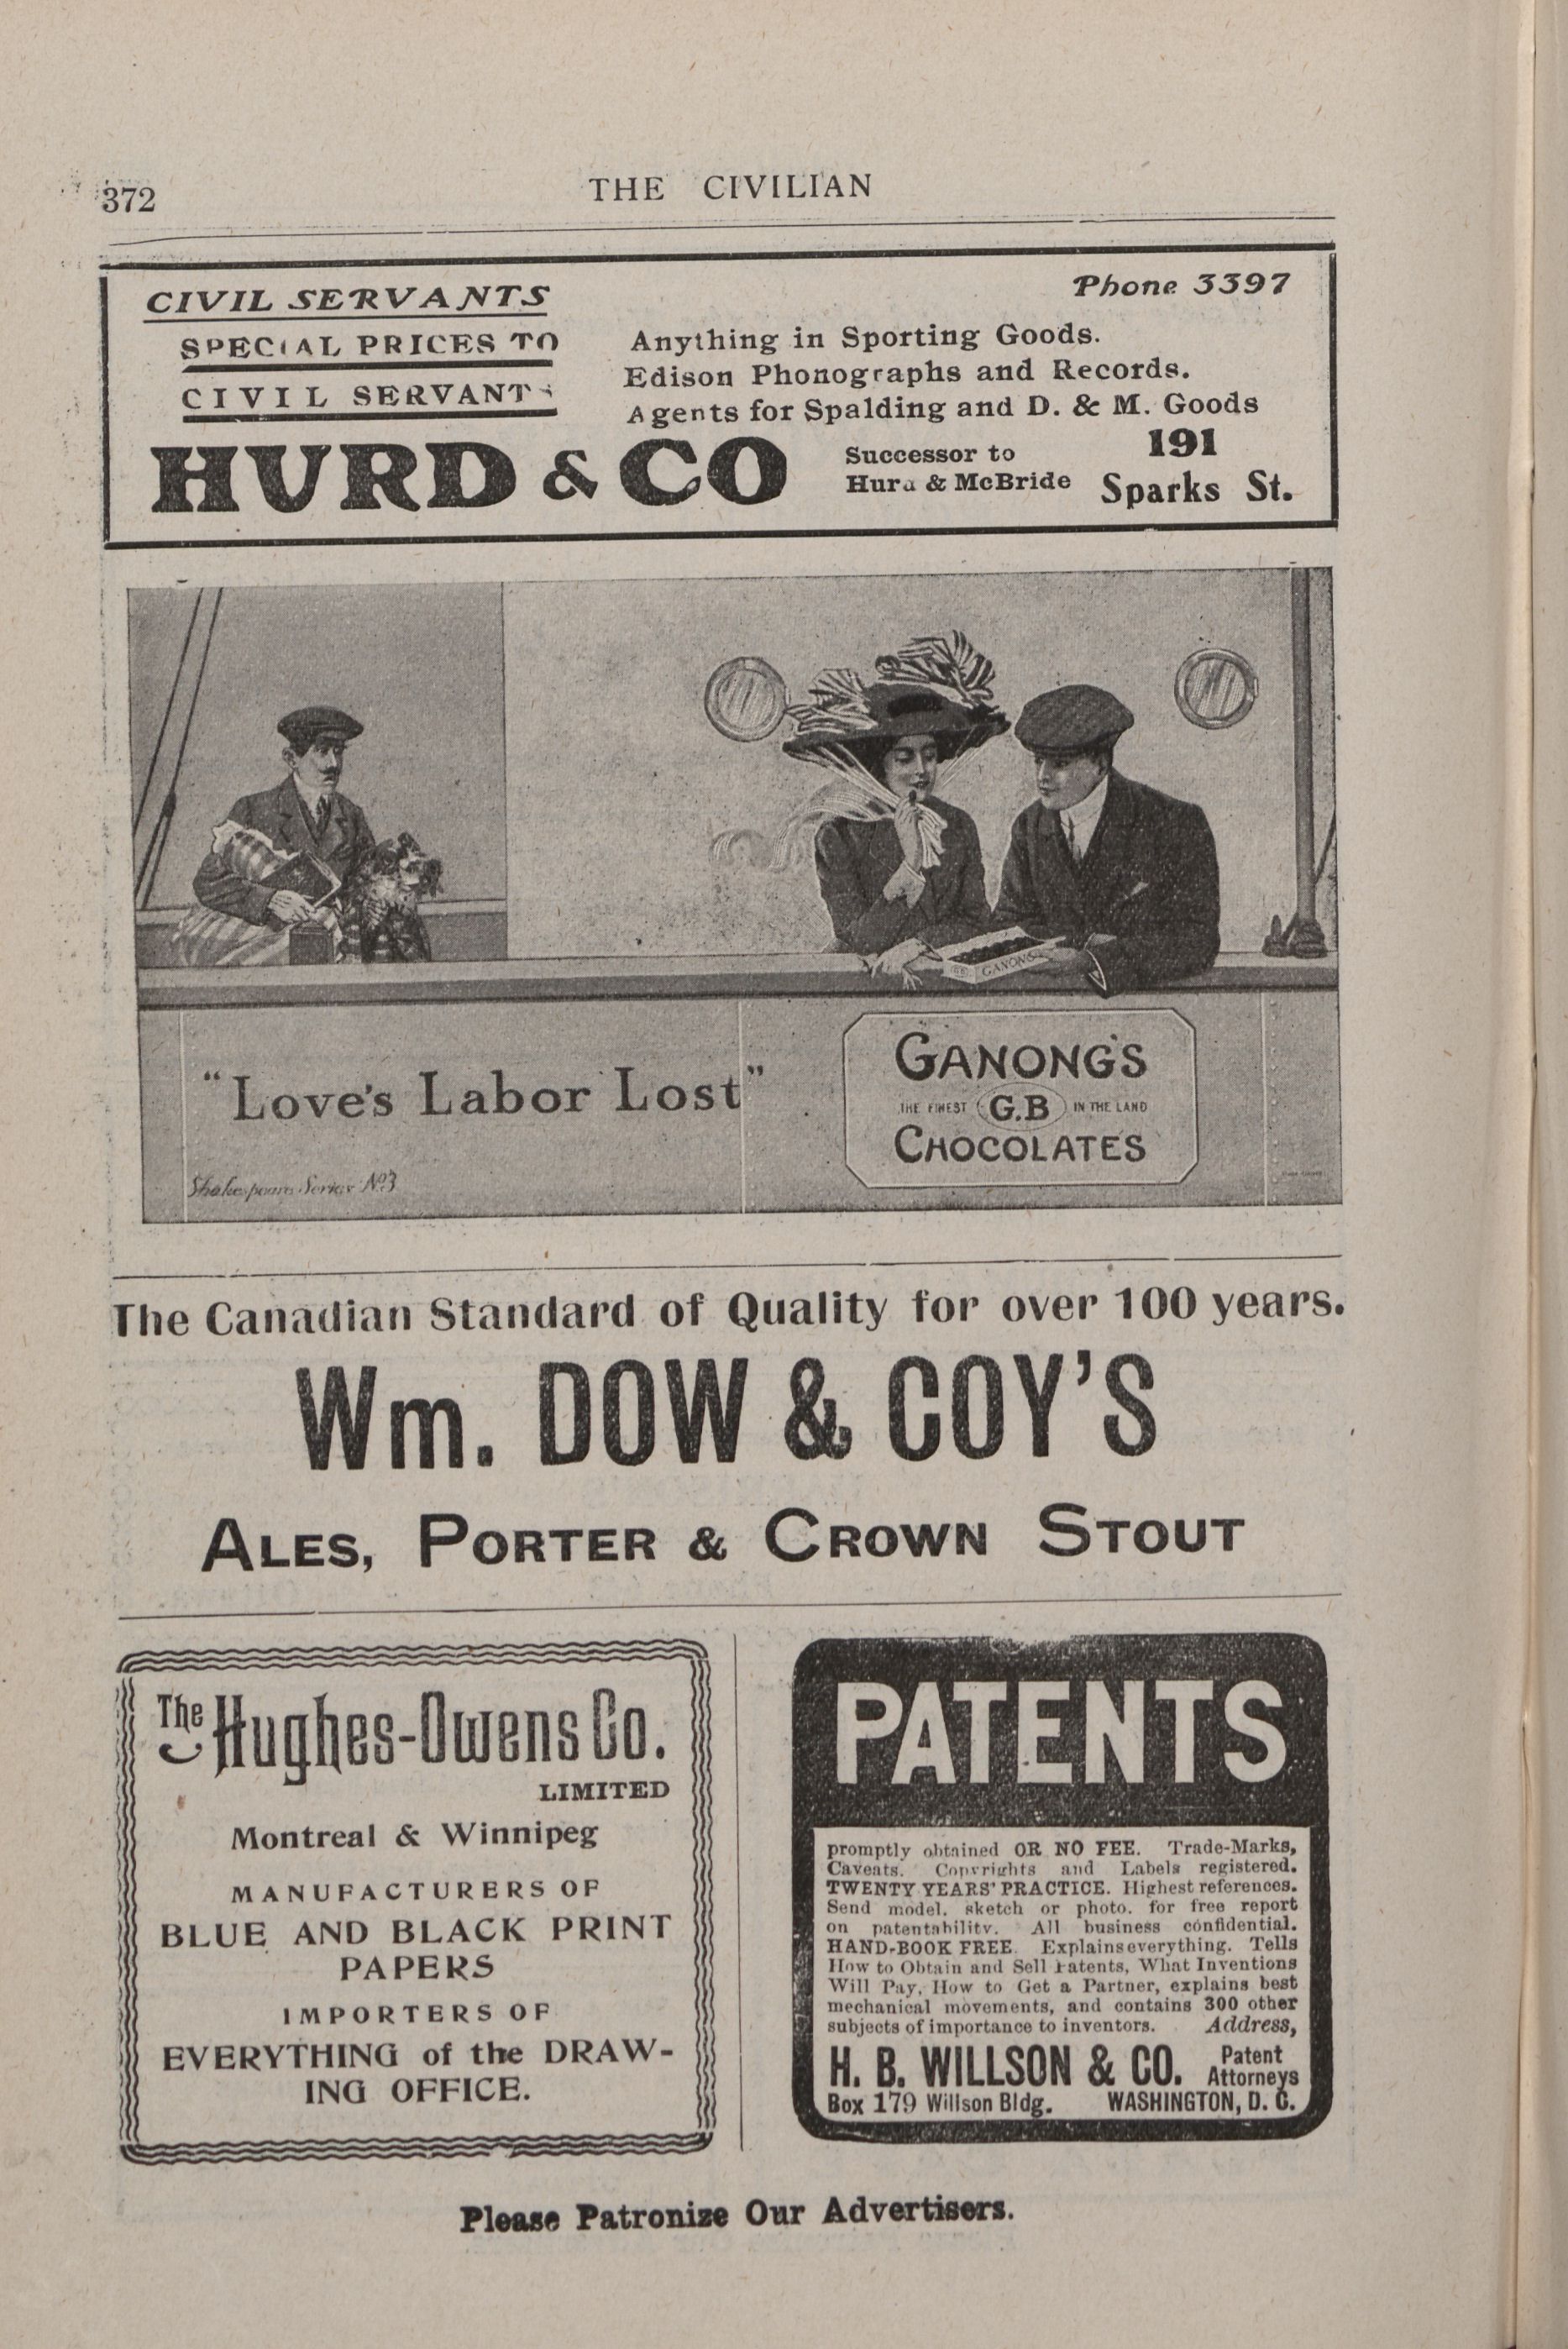 372
THE CIVILIAN
CIVIL SERVANTS
SPECIAL PRICES TO
CIVIL SERVANTS
Phone 3397
Anything in Sporting Goods.
Edison Phonographs and Records.
Agents for Spalding and D. & M. Goods
HURD & CO
Successor to
Hurd & McBride
191
Sparks St.
GANONG'S
"Love's Labor Lost"
Shakespeare Series No3
GANONG'S
THE FINEST G.B IN THE LAND
CHOCOLATES
The Canadian Standard of Quality for over 100 years.
Wm. DOW & COY'S
ALES, PORTER & CROWN STOUT
The Hughes-Owens Co.
LIMITED
Montreal & Winnipeg
MANUFACTURERS OF
BLUE AND BLACK PRINT
PAPERS
IMPORTERS OF
EVERYTHING of the DRAW-
ING OFFICE.
PATENTS
promptly obtained OR NO FEE. Trade-Marks,
Caveats. Copyrights and Labels registered.
TWENTY YEARS' PRACTICE. Highest references.
Send model. sketch or photo. for free report
on patentability. All business confidential.
HAND-BOOK FREE. Explains everything. Tells
How to Obtain and Sell Patents, What Inventions
Will Pay, How to Get a Partner, explains best
mechanical movements, and contains 300 other
subjects of importance to inventors. Address,
H. B. WILLSON & CO. Patent
Attorneys
Box 179 Willson Bldg. WASHINGTON, D. C.
Please Patronize Our Advertisers.